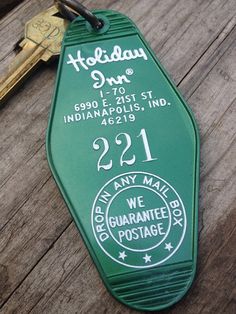 Holiday
Inn®
I-70
6990 E. 21ST ST.
INDIANAPOLIS, IND.
46219
221
DROP IN ANY MAIL BOX
WE
GUARANTEE
POSTAGE